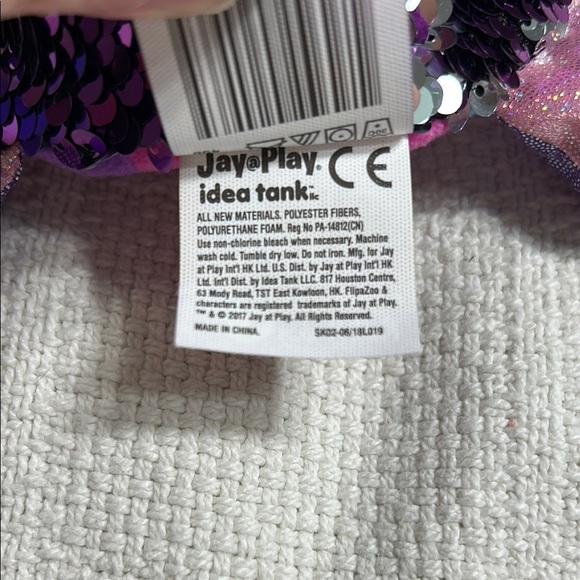 Jay@Play® CE
idea tank™ llc
ALL NEW MATERIALS. POLYESTER FIBERS,
POLYURETHANE FOAM. Reg No PA-14812(CN)
Use non-chlorine bleach when necessary. Machine
wash cold. Tumble dry low. Do not iron. Mfg. for Jay
at Play Int'l HK Ltd. U.S. Dist. by Jay at Play Int'l HK
Ltd. Int'l Dist. by Idea Tank LLC. 817 Houston Centre,
63 Mody Road, TST East Kowloon, HK. FlipaZoo &
characters are registered trademarks of Jay at Play.
™ & © 2017 Jay at Play. All Rights Reserved.
MADE IN CHINA. SK02-06/18L019